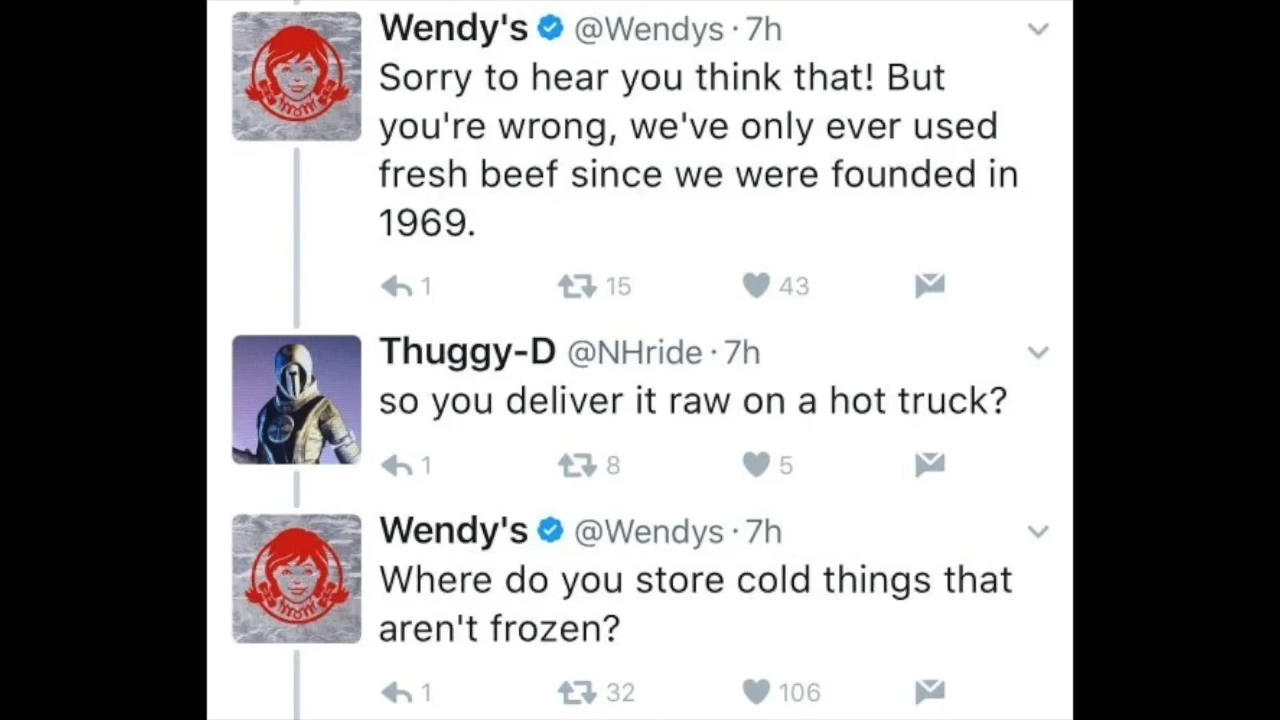 Wendy's @Wendys · 7h
Sorry to hear you think that! But
you're wrong, we've only ever used
fresh beef since we were founded in
1969.
1 15 43
Thuggy-D @NHride · 7h
so you deliver it raw on a hot truck?
1 8 5
Wendy's @Wendys · 7h
Where do you store cold things that
aren't frozen?
1 32 106